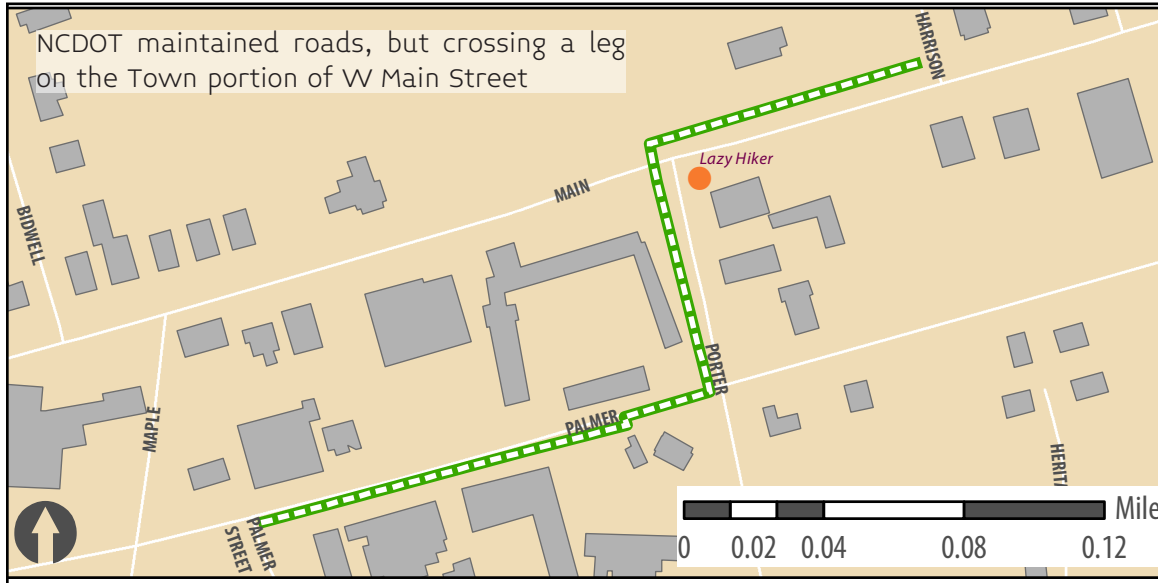 NCDOT maintained roads, but crossing a leg
on the Town portion of W Main Street
HARRISON
Lazy Hiker
MAIN
BIDWELL
PORTER
MAPLE
PALMER
PALMER
STREET
HERITA
Mile
0 0.02 0.04 0.08 0.12